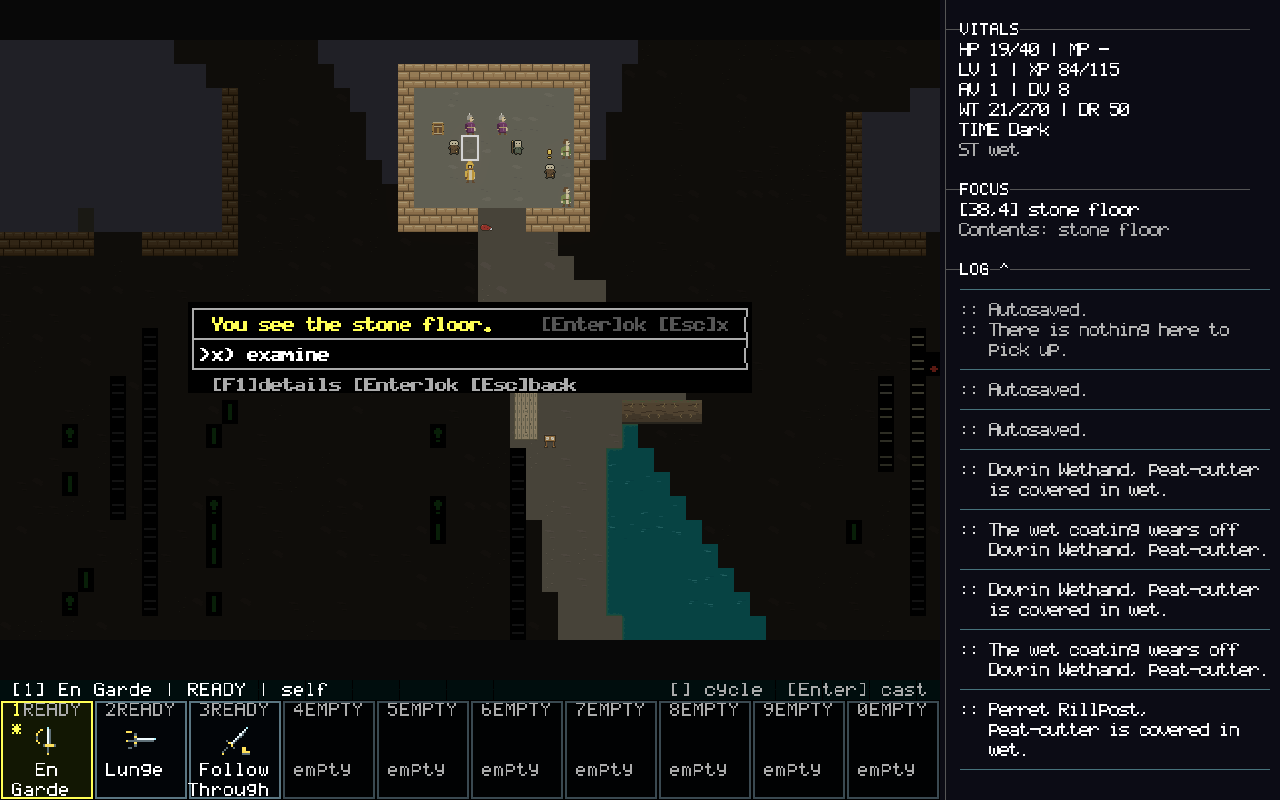 VITALS
HP 19/40 | MP -
LV 1 | XP 84/115
AV 1 | DV 8
WT 21/270 | DR 50
TIME Dark
ST wet
FOCUS
[38,4] stone floor
Contents: stone floor
LOG ^
:: Autosaved.
:: There is nothing here to
Pick uP.
:: Autosaved.
:: Autosaved.
:: Dovrin Wethand, Peat-cutter
is covered in wet.
:: The wet coating wears off
Dovrin Wethand, Peat-cutter.
:: Dovrin Wethand, Peat-cutter
is covered in wet.
:: The wet coating wears off
Dovrin Wethand, Peat-cutter.
:: Perret RillPost,
Peat-cutter is covered in
wet.
You see the stone floor. [Enter]ok [Esc]x
>x) examine
[F1]details [Enter]ok [Esc]back
[1] En Garde | READY | self [] cycle [Enter] cast
1READY 2READY 3READY 4EMPTY 5EMPTY 6EMPTY 7EMPTY 8EMPTY 9EMPTY 0EMPTY
*
En Garde Lunge Follow Through emPty emPty emPty emPty emPty emPty emPty